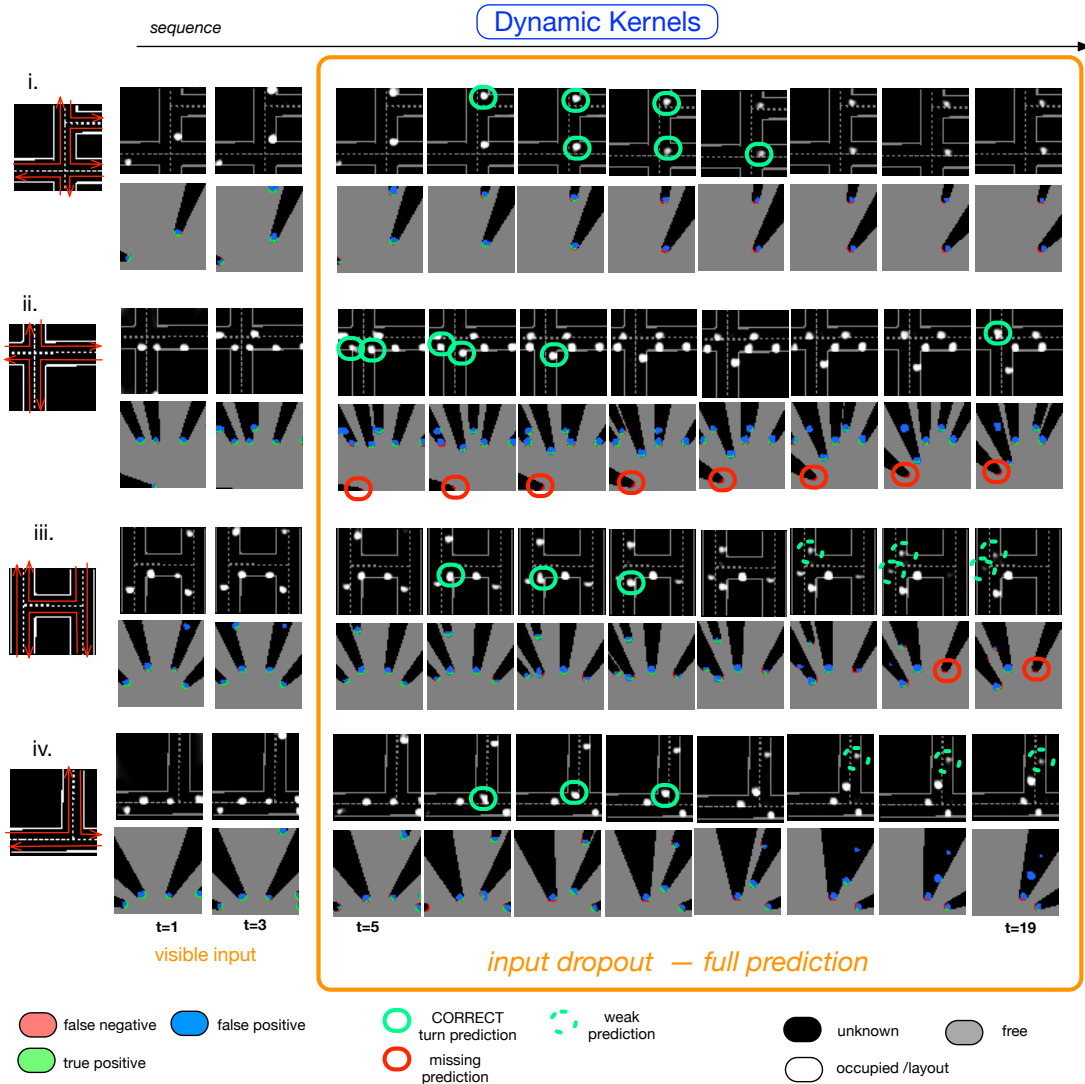 sequence
Dynamic Kernels
i.
ii.
iii.
iv.
t=1
t=3
t=5
t=19
visible input
input dropout — full prediction
false negative
false positive
true positive
CORRECT
turn prediction
weak
prediction
missing
prediction
unknown
free
occupied /layout